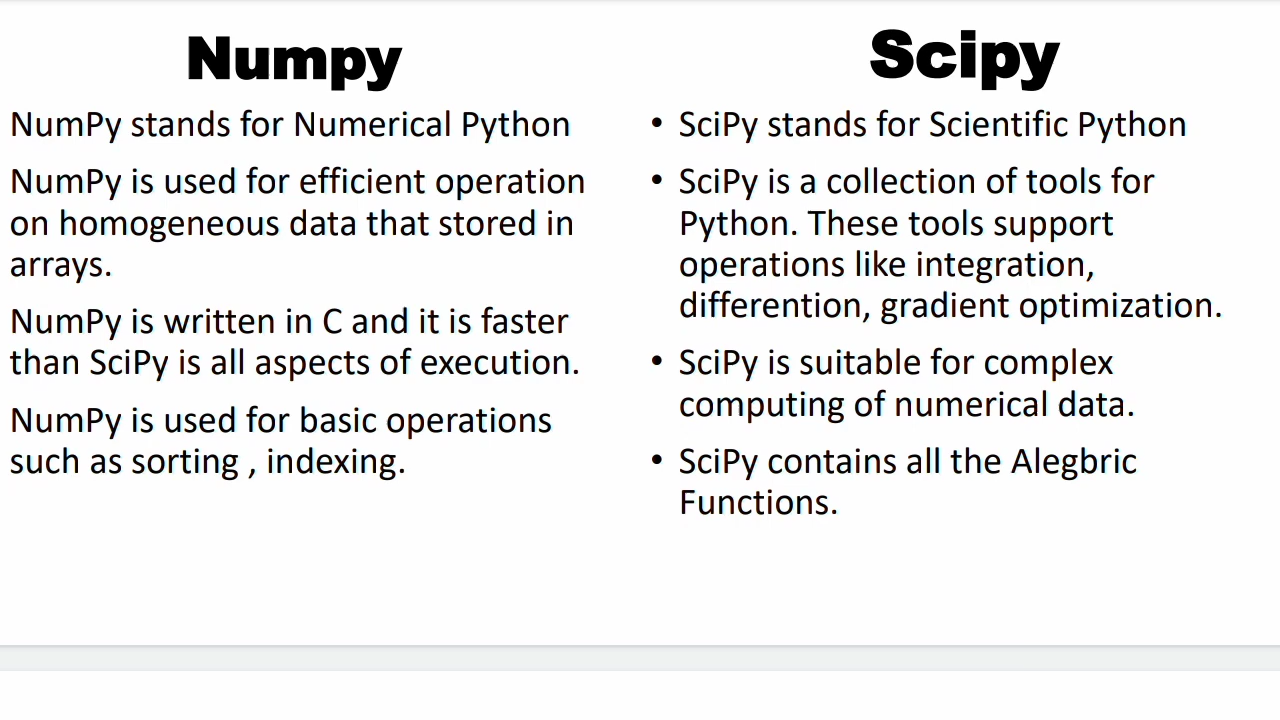 Numpy
NumPy stands for Numerical Python
NumPy is used for efficient operation
on homogeneous data that stored in
arrays.
NumPy is written in C and it is faster
than SciPy is all aspects of execution.
NumPy is used for basic operations
such as sorting , indexing.
Scipy
• SciPy stands for Scientific Python
• SciPy is a collection of tools for
Python. These tools support
operations like integration,
differention, gradient optimization.
• SciPy is suitable for complex
computing of numerical data.
• SciPy contains all the Alegbric
Functions.